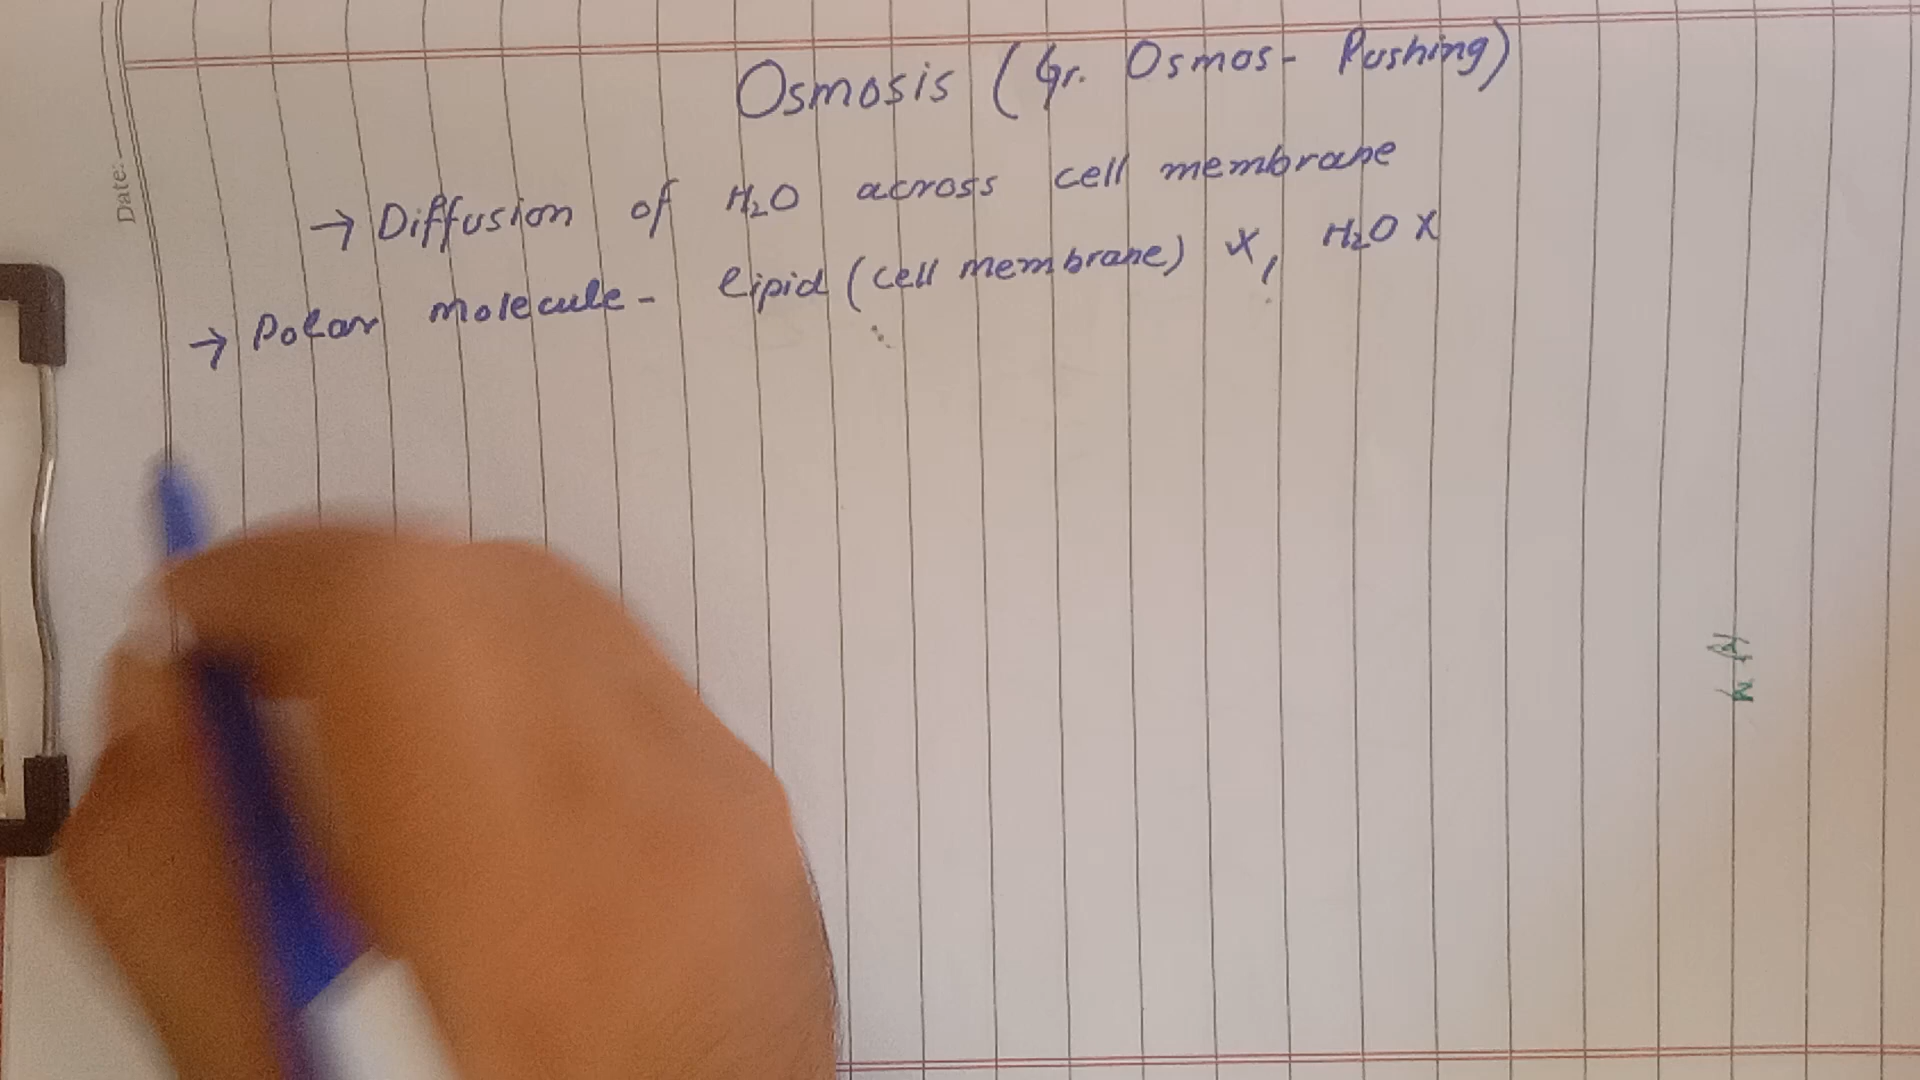 Osmosis (Gr. Osmos- Pushing)
→ Diffusion of H₂O across cell membrane
→ Polar molecule - lipid (cell membrane) X, H₂O X
Date: